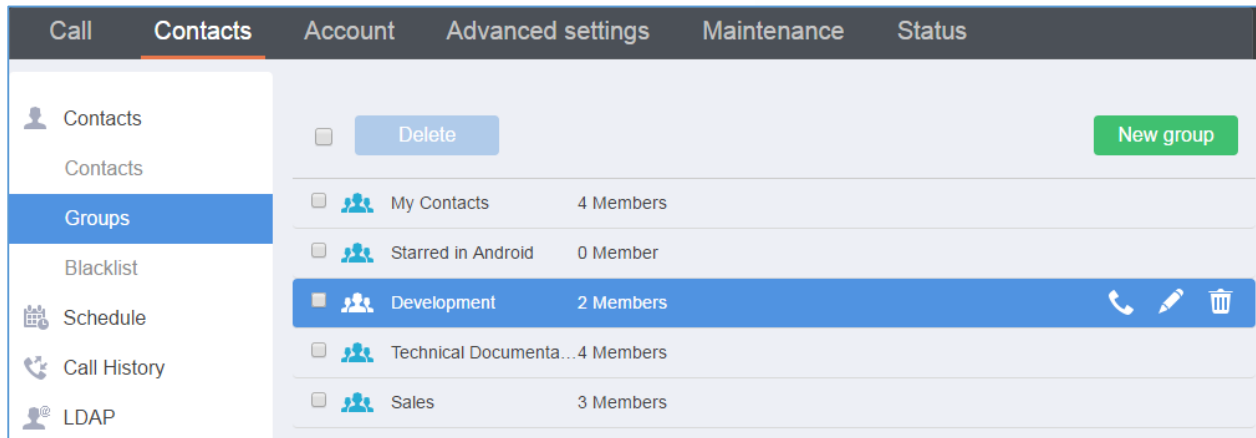 Call Contacts Account Advanced settings Maintenance Status
Contacts
Contacts
Groups
Blacklist
Schedule
Call History
LDAP
Delete New group
My Contacts 4 Members
Starred in Android 0 Member
Development 2 Members
Technical Documenta...4 Members
Sales 3 Members